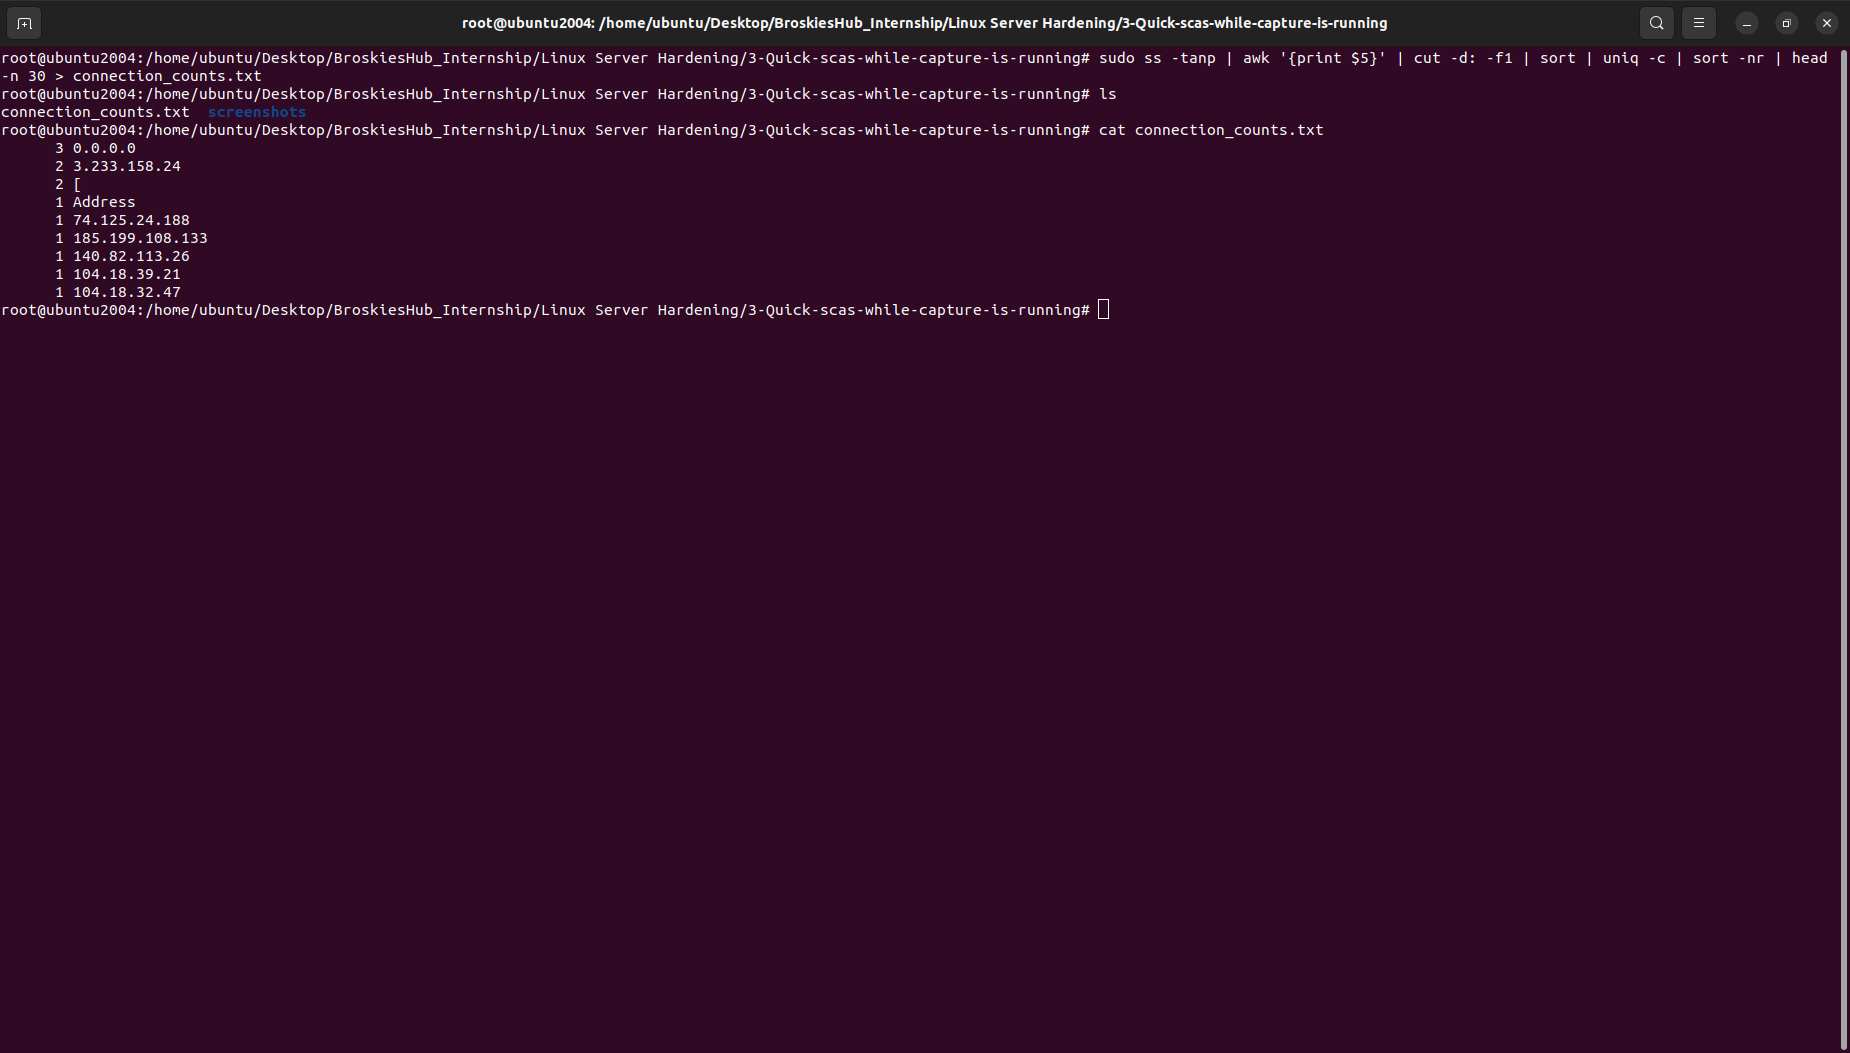 root@ubuntu2004: /home/ubuntu/Desktop/BroskiesHub_Internship/Linux Server Hardening/3-Quick-scas-while-capture-is-running
root@ubuntu2004:/home/ubuntu/Desktop/BroskiesHub_Internship/Linux Server Hardening/3-Quick-scas-while-capture-is-running# sudo ss -tanp | awk '{print $5}' | cut -d: -f1 | sort | uniq -c | sort -nr | head
-n 30 > connection_counts.txt
root@ubuntu2004:/home/ubuntu/Desktop/BroskiesHub_Internship/Linux Server Hardening/3-Quick-scas-while-capture-is-running# ls
connection_counts.txt  screenshots
root@ubuntu2004:/home/ubuntu/Desktop/BroskiesHub_Internship/Linux Server Hardening/3-Quick-scas-while-capture-is-running# cat connection_counts.txt
      3 0.0.0.0
      2 3.233.158.24
      2 [
      1 Address
      1 74.125.24.188
      1 185.199.108.133
      1 140.82.113.26
      1 104.18.39.21
      1 104.18.32.47
root@ubuntu2004:/home/ubuntu/Desktop/BroskiesHub_Internship/Linux Server Hardening/3-Quick-scas-while-capture-is-running#